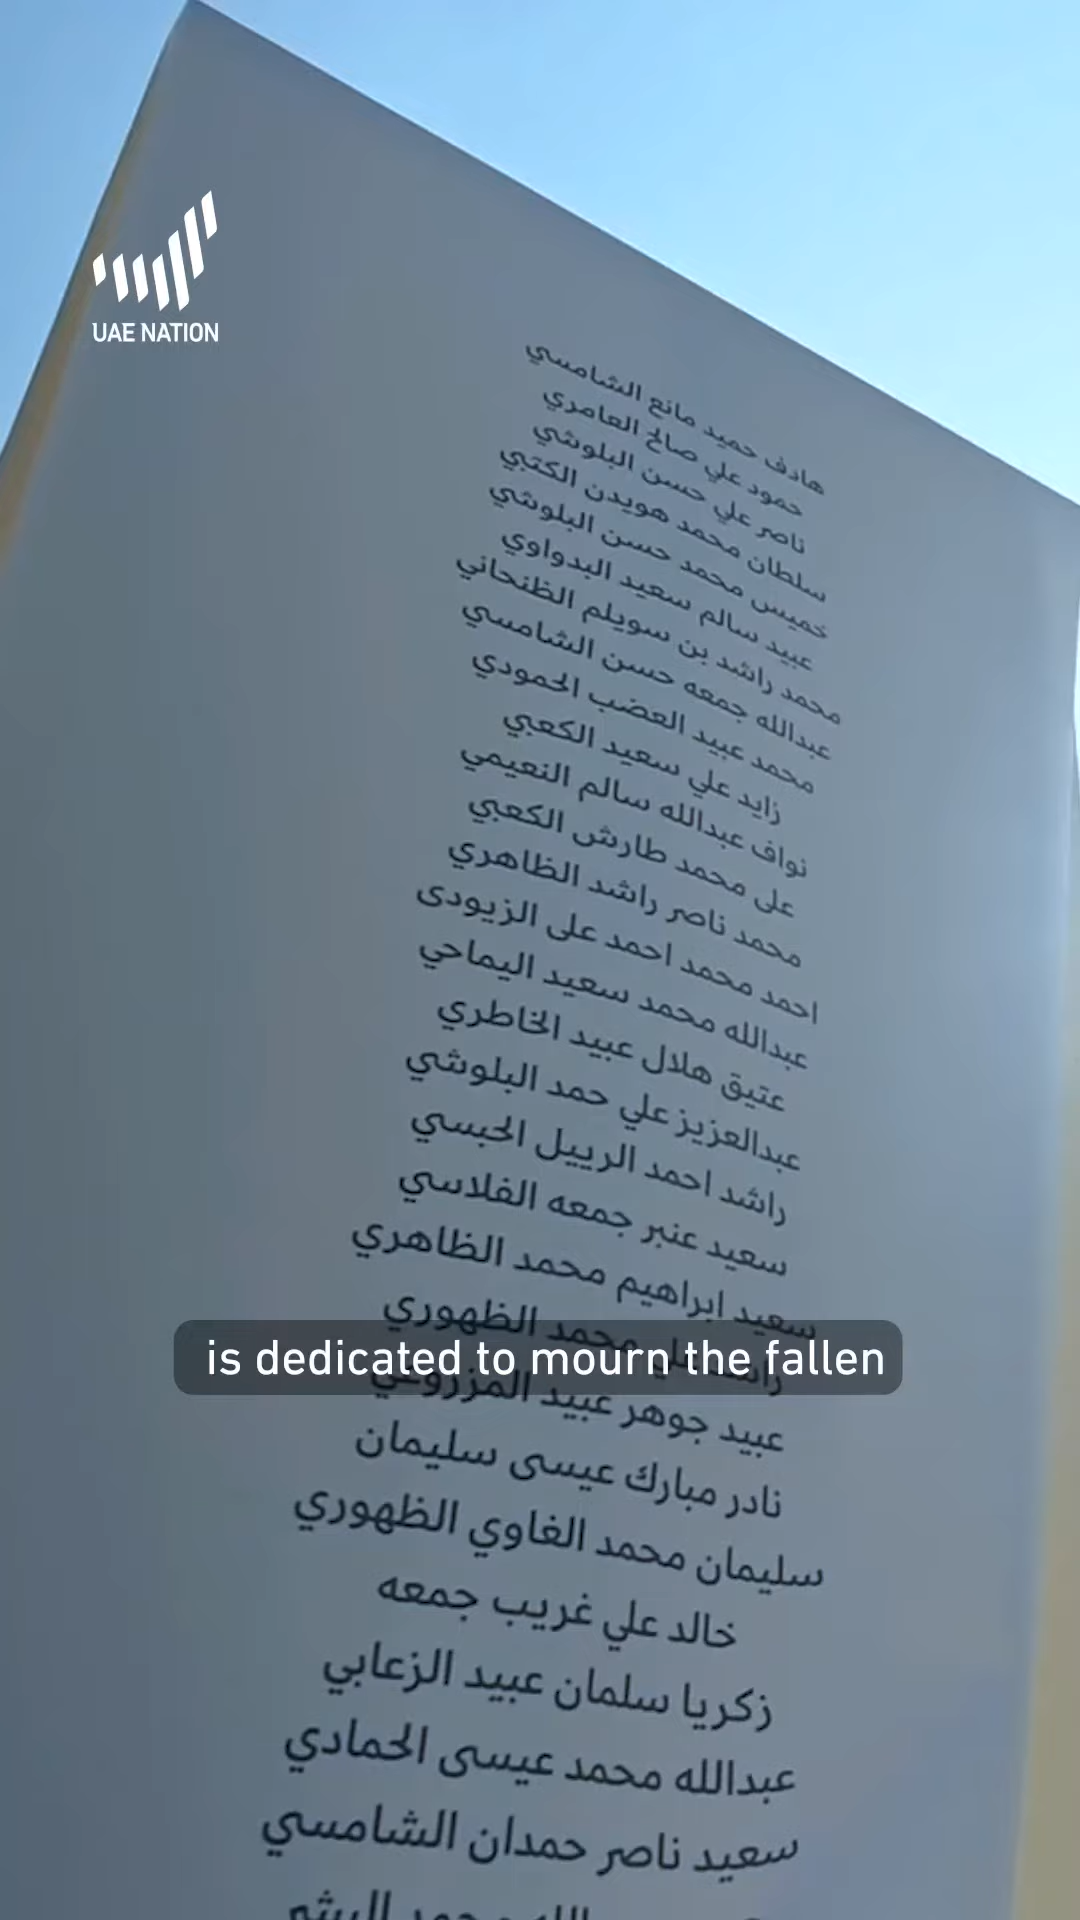 UAE NATION
هادف حميد مانع الشامسي
حمود علي صالح العامري
ناصر علي حسن البلوشي
سلطان محمد هويدن الكتبي
خميس محمد حسن البلوشي
عبيد سالم سعيد البدواوي
محمد راشد بن سويلم الظنحاني
عبدالله جمعه حسن الشامسي
محمد عبيد العضب الحمودي
زايد علي سعيد الكعبي
نواف عبدالله سالم النعيمي
على محمد طارش الكعبي
محمد ناصر راشد الظاهري
احمد محمد احمد على الزيودى
عبدالله محمد سعيد اليماحي
عتيق هلال عبيد الخاطري
عبدالعزيز علي حمد البلوشي
راشد احمد الرييل الحبسي
سعيد عنبر جمعه الفلاسي
سعيد ابراهيم محمد الظاهري
راشد علي محمد الظهوري
is dedicated to mourn the fallen
عبيد جوهر عبيد المزروعي
نادر مبارك عيسى سليمان
سليمان محمد الغاوي الظهوري
خالد علي غريب جمعه
زكريا سلمان عبيد الزعابي
عبدالله محمد عيسى الحمادي
سعيد ناصر حمدان الشامسي